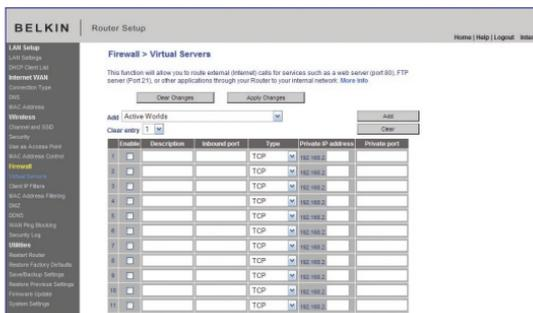 BELKIN
Router Setup
Home | Help | Logout Inter
LAN Setup
LAN Settings
DHCP Client List
Internet WAN
Connection Type
DNS
MAC Address
Wireless
Channel and SSID
Security
Use as Access Point
MAC Address Control
Firewall
Virtual Servers
Client IP Filters
MAC Address Filtering
DMZ
DDNS
WAN Ping Blocking
Security Log
Utilities
Restart Router
Restore Factory Defaults
Save/Backup Settings
Restore Previous Settings
Firmware Update
System Settings
Firewall > Virtual Servers
This function will allow you to route external (Internet) calls for services such as a web server (port 80), FTP
server (Port 21), or other applications through your Router to your internal network. More Info
Clear Changes Apply Changes
Add Active Worlds Add
Clear entry 1 Clear
Enable Description Inbound port Type Private IP address Private port
1 TCP 192.168.2.
2 TCP 192.168.2.
3 TCP 192.168.2.
4 TCP 192.168.2.
5 TCP 192.168.2.
6 TCP 192.168.2.
7 TCP 192.168.2.
8 TCP 192.168.2.
9 TCP 192.168.2.
10 TCP 192.168.2.
11 TCP 192.168.2.